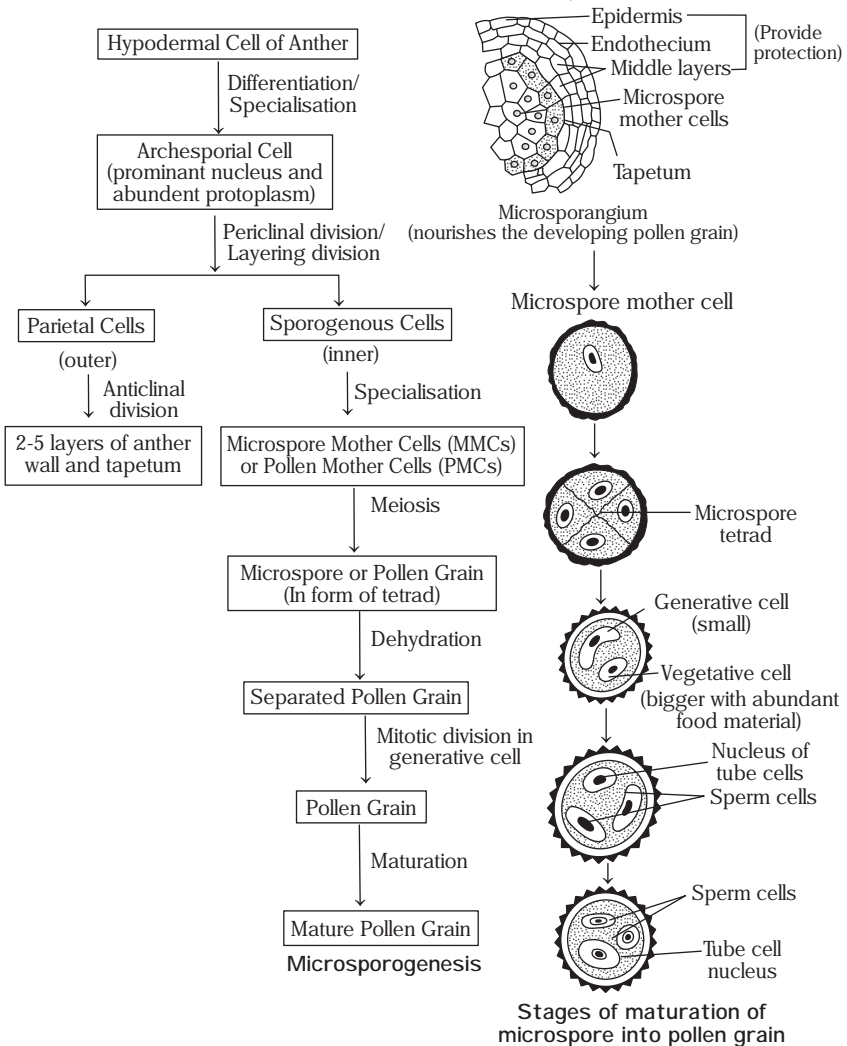 Hypodermal Cell of Anther
Differentiation/
Specialisation
Archesporial Cell
(prominant nucleus and
abundent protoplasm)
Periclinal division/
Layering division
Parietal Cells
(outer)
Anticlinal
division
2-5 layers of anther
wall and tapetum
Sporogenous Cells
(inner)
Specialisation
Microspore Mother Cells (MMCs)
or Pollen Mother Cells (PMCs)
Meiosis
Microspore or Pollen Grain
(In form of tetrad)
Dehydration
Separated Pollen Grain
Mitotic division in
generative cell
Pollen Grain
Maturation
Mature Pollen Grain
Microsporogenesis
Epidermis
Endothecium
Middle layers
(Provide
protection)
Microspore
mother cells
Tapetum
Microsporangium
(nourishes the developing pollen grain)
Microspore mother cell
Microspore
tetrad
Generative cell
(small)
Vegetative cell
(bigger with abundant
food material)
Nucleus of
tube cells
Sperm cells
Sperm cells
Tube cell
nucleus
Stages of maturation of
microspore into pollen grain